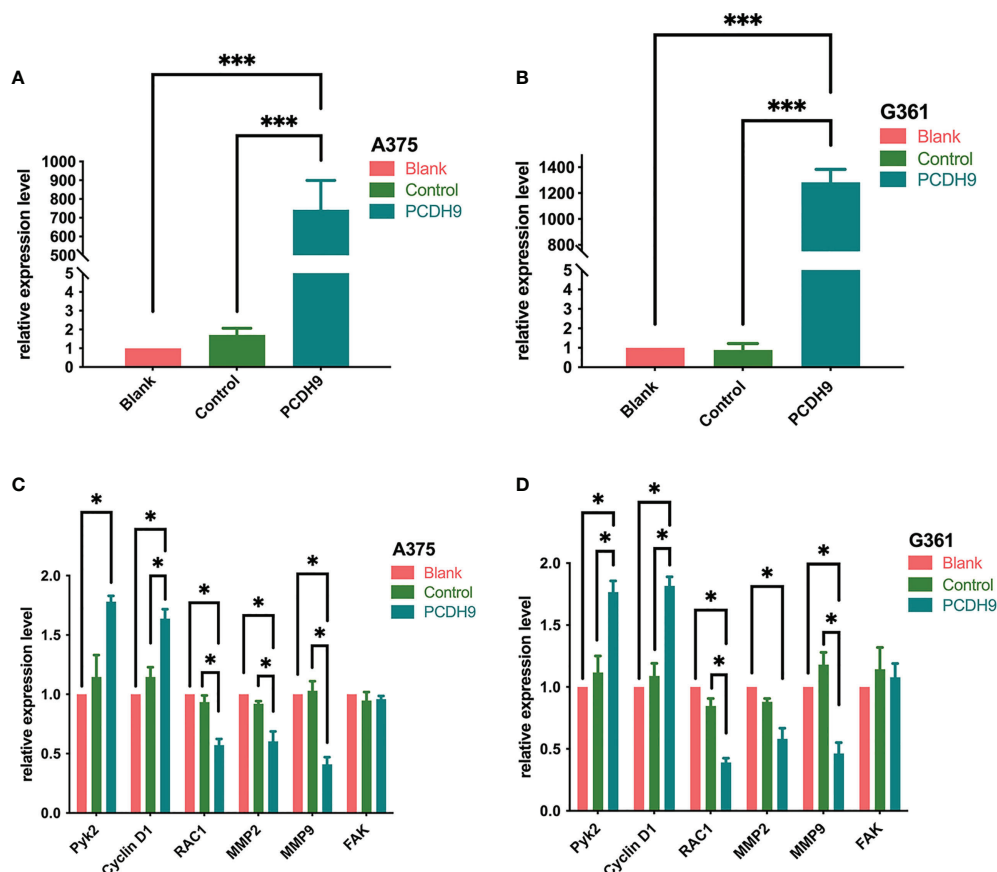 A
***
***
A375
Blank
Control
PCDH9
relative expression level
1000
900
800
700
600
500
5
4
3
2
1
0
Blank
Control
PCDH9
B
***
***
G361
Blank
Control
PCDH9
relative expression level
1400
1200
1000
800
5
4
3
2
1
0
Blank
Control
PCDH9
C
*
*
*
*
*
*
*
*
*
A375
Blank
Control
PCDH9
relative expression level
2.0
1.5
1.0
0.5
0.0
Pyk2
Cyclin D1
RAC1
MMP2
MMP9
FAK
D
*
*
*
*
*
*
*
*
*
G361
Blank
Control
PCDH9
relative expression level
2.0
1.5
1.0
0.5
0.0
Pyk2
Cyclin D1
RAC1
MMP2
MMP9
FAK